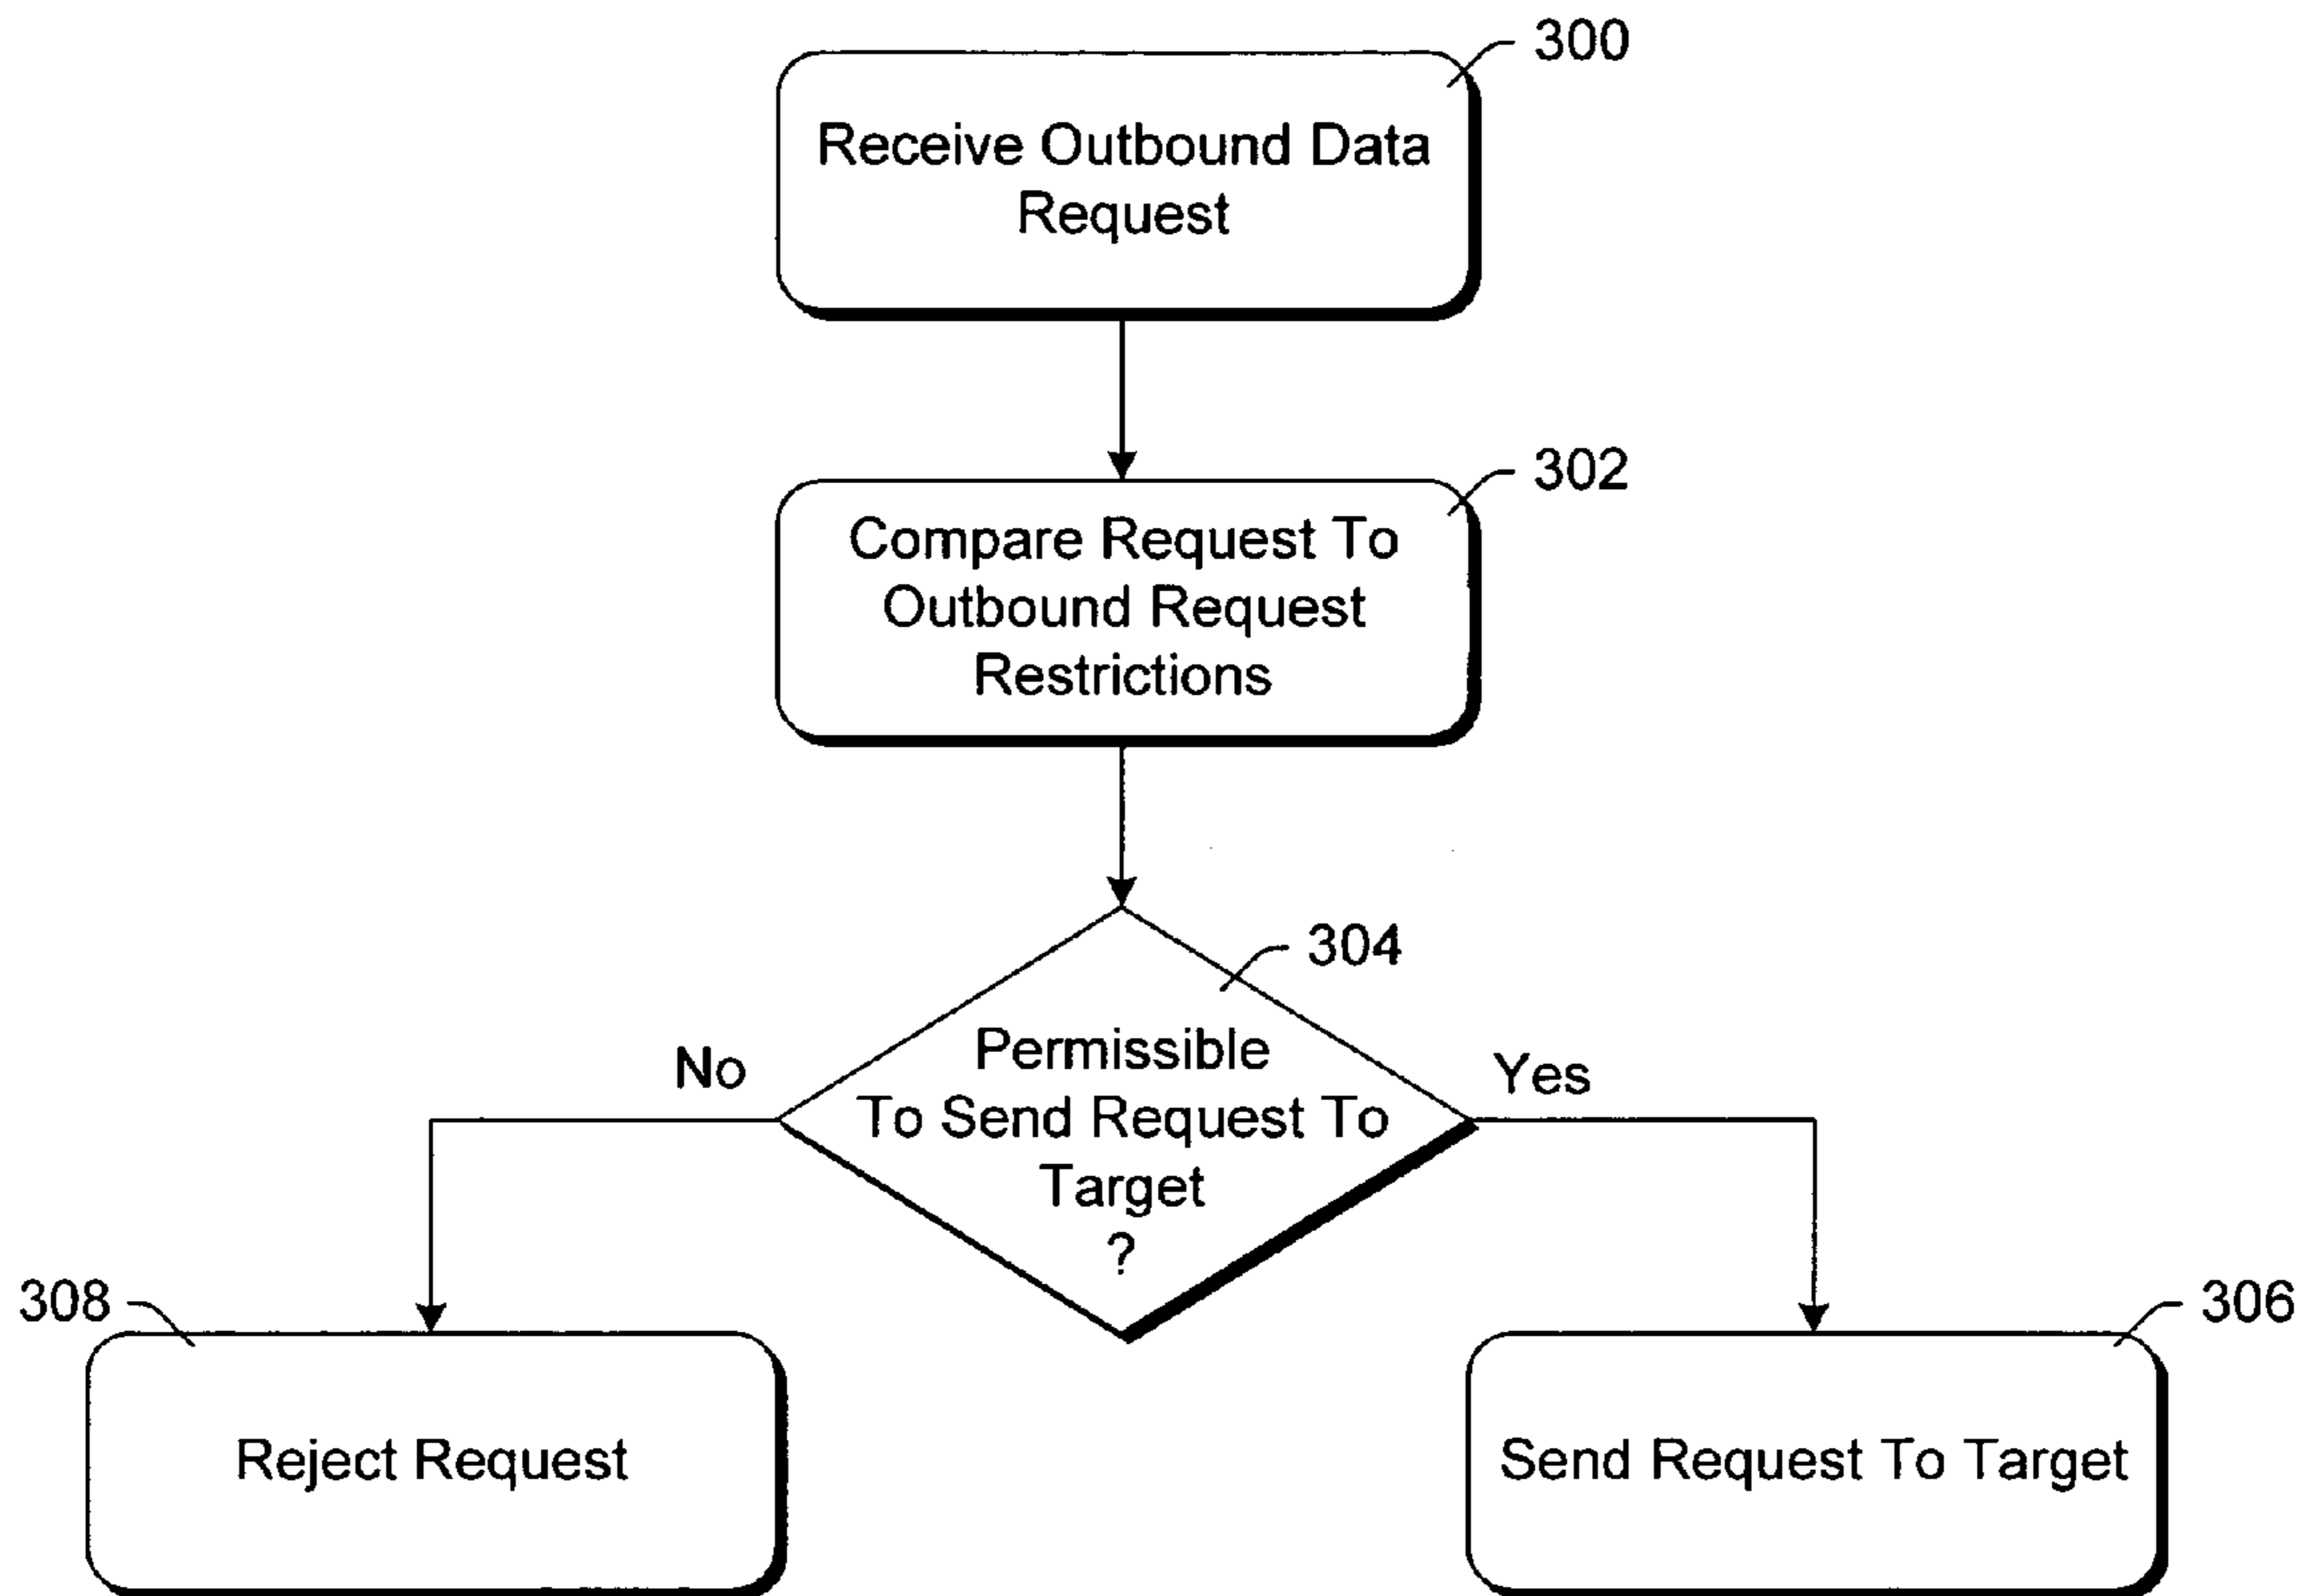 300
Receive Outbound Data
Request
302
Compare Request To
Outbound Request
Restrictions
304
Permissible
To Send Request To
Target
?
No
Yes
308
Reject Request
306
Send Request To Target